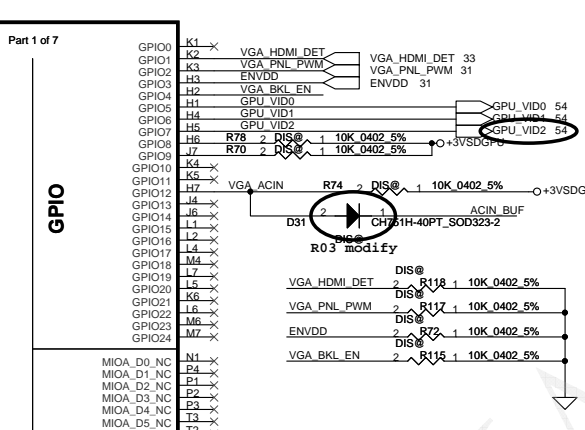 Part 1 of 7
GPIO
GPIO0 K1
GPIO1 K2 VGA_HDMI_DET VGA_HDMI_DET 33
GPIO2 K3 VGA_PNL_PWM VGA_PNL_PWM 31
GPIO3 H3 ENVDD ENVDD 31
GPIO4 H2 VGA_BKL_EN
GPIO5 H1 GPU_VID0 GPU_VID0 54
GPIO6 H4 GPU_VID1 GPU_VID1 54
GPIO7 H5 GPU_VID2 GPU_VID2 54
GPIO8 H6 R78 2 DIS@ 1 10K_0402_5% +3VSDGPU
GPIO9 J7 R70 2 DIS@ 1 10K_0402_5%
GPIO10 K4
GPIO11 K5
GPIO12 H7 VGA_ACIN R74 2 DIS@ 1 10K_0402_5% +3VSDG
GPIO13 J4
GPIO14 J6
GPIO15 L1
GPIO16 L2
GPIO17 L4
GPIO18 M4
GPIO19 L7
GPIO20 L5
GPIO21 K6
GPIO22 L6
GPIO23 M6
GPIO24 M7
D31 2 1 ACIN_BUF
CH751H-40PT_SOD323-2
DIS@
R03 modify
DIS@
VGA_HDMI_DET 2 R118 1 10K_0402_5%
DIS@
VGA_PNL_PWM 2 R117 1 10K_0402_5%
DIS@
ENVDD 2 R72 1 10K_0402_5%
DIS@
VGA_BKL_EN 2 R115 1 10K_0402_5%
MIOA_D0_NC N1
MIOA_D1_NC P4
MIOA_D2_NC P1
MIOA_D3_NC P2
MIOA_D4_NC P3
MIOA_D5_NC T3